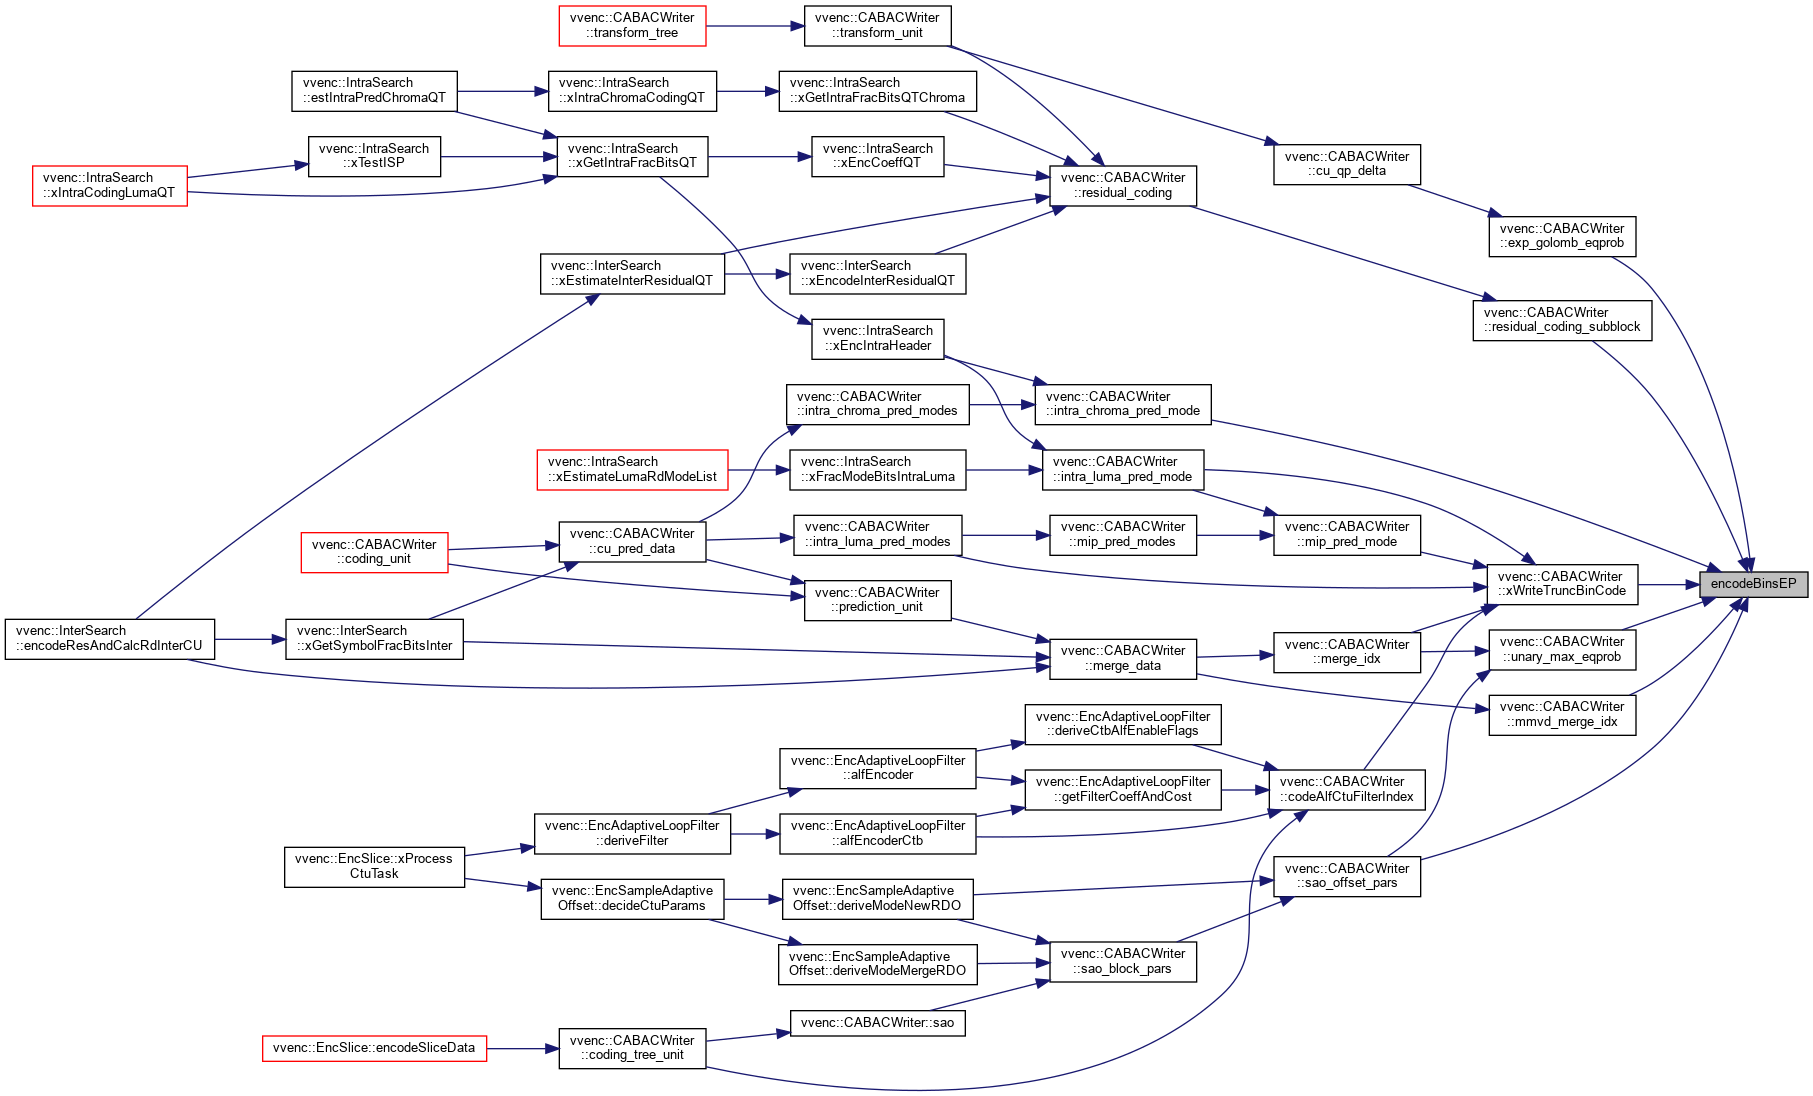 vvenc::CABACWriter
::transform_tree
vvenc::CABACWriter
::transform_unit
vvenc::IntraSearch
::estIntraPredChromaQT
vvenc::IntraSearch
::xIntraChromaCodingQT
vvenc::IntraSearch
::xGetIntraFracBitsQTChroma
vvenc::IntraSearch
::xTestISP
vvenc::IntraSearch
::xGetIntraFracBitsQT
vvenc::IntraSearch
::xEncCoeffQT
vvenc::CABACWriter
::cu_qp_delta
vvenc::IntraSearch
::xIntraCodingLumaQT
vvenc::CABACWriter
::residual_coding
vvenc::CABACWriter
::exp_golomb_eqprob
vvenc::InterSearch
::xEstimateInterResidualQT
vvenc::InterSearch
::xEncodeInterResidualQT
vvenc::CABACWriter
::residual_coding_subblock
vvenc::IntraSearch
::xEncIntraHeader
vvenc::CABACWriter
::intra_chroma_pred_modes
vvenc::CABACWriter
::intra_chroma_pred_mode
vvenc::IntraSearch
::xEstimateLumaRdModeList
vvenc::IntraSearch
::xFracModeBitsIntraLuma
vvenc::CABACWriter
::intra_luma_pred_mode
vvenc::CABACWriter
::coding_unit
vvenc::CABACWriter
::cu_pred_data
vvenc::CABACWriter
::intra_luma_pred_modes
vvenc::CABACWriter
::mip_pred_modes
vvenc::CABACWriter
::mip_pred_mode
vvenc::CABACWriter
::xWriteTruncBinCode
encodeBinsEP
vvenc::CABACWriter
::prediction_unit
vvenc::InterSearch
::encodeResAndCalcRdInterCU
vvenc::InterSearch
::xGetSymbolFracBitsInter
vvenc::CABACWriter
::merge_data
vvenc::CABACWriter
::merge_idx
vvenc::CABACWriter
::unary_max_eqprob
vvenc::CABACWriter
::mmvd_merge_idx
vvenc::EncAdaptiveLoopFilter
::deriveCtbAlfEnableFlags
vvenc::EncAdaptiveLoopFilter
::alfEncoder
vvenc::EncAdaptiveLoopFilter
::getFilterCoeffAndCost
vvenc::CABACWriter
::codeAlfCtuFilterIndex
vvenc::EncAdaptiveLoopFilter
::deriveFilter
vvenc::EncAdaptiveLoopFilter
::alfEncoderCtb
vvenc::EncSlice::xProcess
CtuTask
vvenc::CABACWriter
::sao_offset_pars
vvenc::EncSampleAdaptive
Offset::decideCtuParams
vvenc::EncSampleAdaptive
Offset::deriveModeNewRDO
vvenc::EncSampleAdaptive
Offset::deriveModeMergeRDO
vvenc::CABACWriter
::sao_block_pars
vvenc::CABACWriter::sao
vvenc::EncSlice::encodeSliceData
vvenc::CABACWriter
::coding_tree_unit